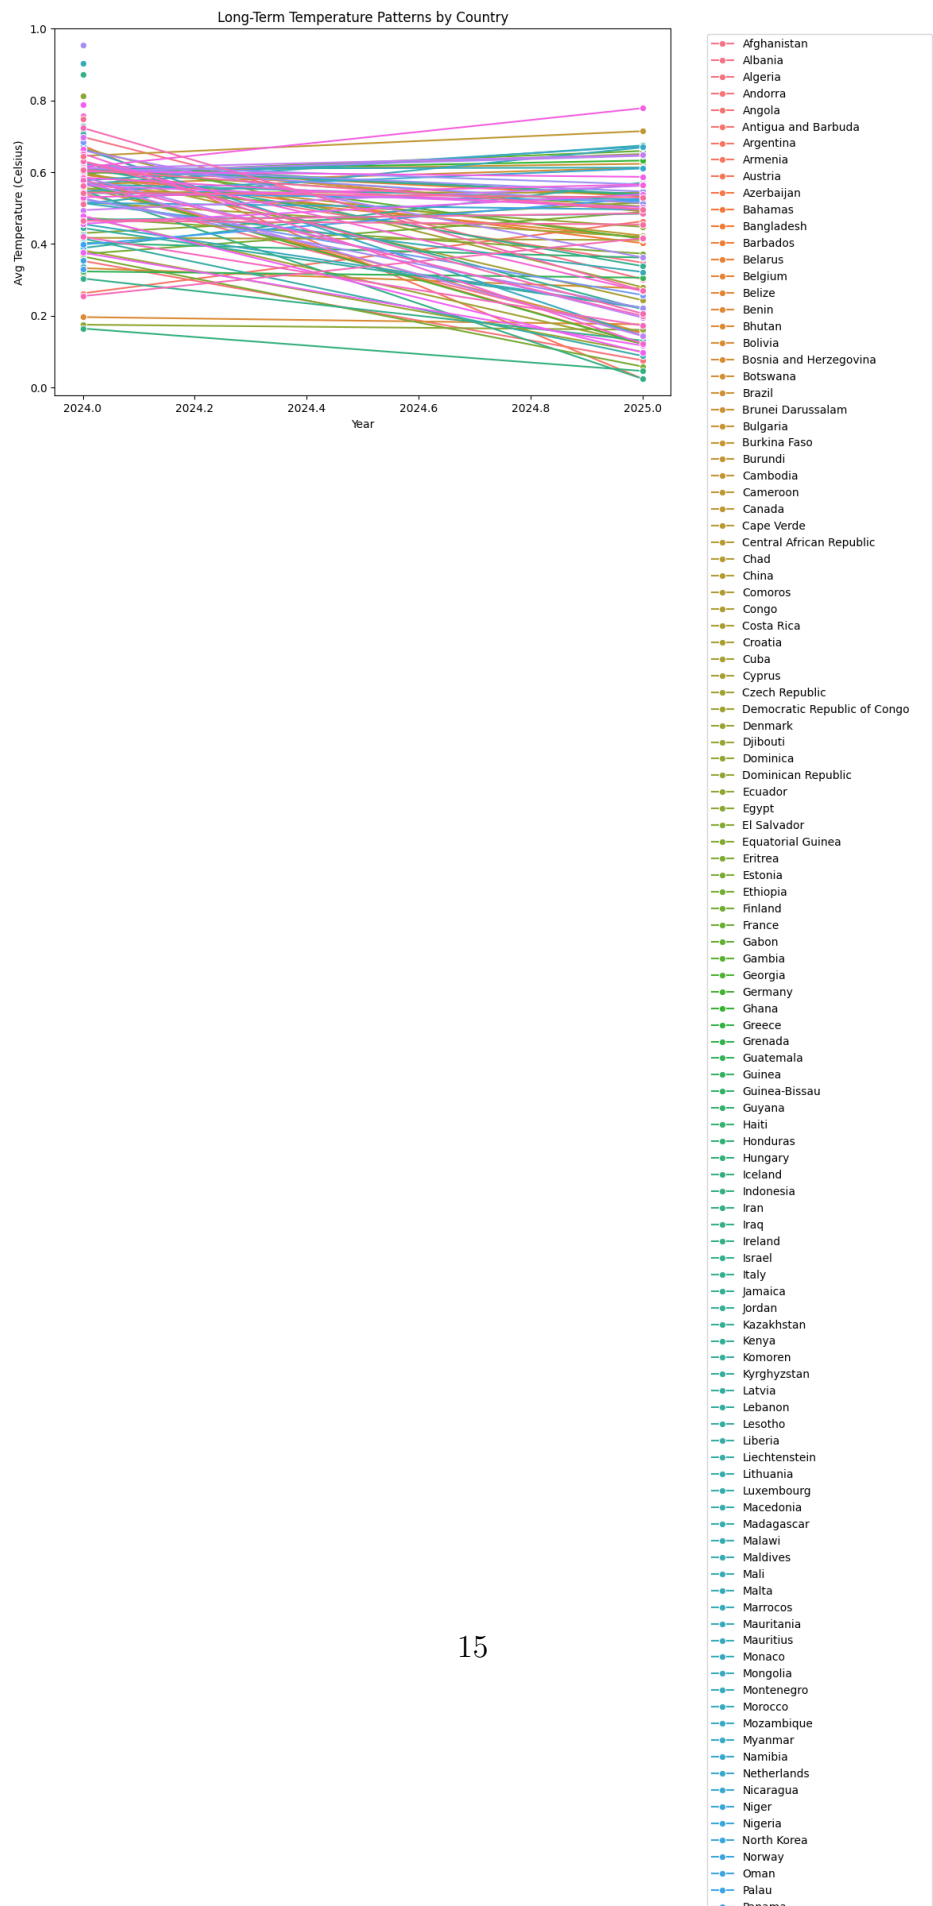 Long-Term Temperature Patterns by Country
1.0
0.8
0.6
0.4
0.2
0.0
Avg Temperature (Celsius)
2024.0 2024.2 2024.4 2024.6 2024.8 2025.0
Year
Afghanistan
Albania
Algeria
Andorra
Angola
Antigua and Barbuda
Argentina
Armenia
Austria
Azerbaijan
Bahamas
Bangladesh
Barbados
Belarus
Belgium
Belize
Benin
Bhutan
Bolivia
Bosnia and Herzegovina
Botswana
Brazil
Brunei Darussalam
Bulgaria
Burkina Faso
Burundi
Cambodia
Cameroon
Canada
Cape Verde
Central African Republic
Chad
China
Comoros
Congo
Costa Rica
Croatia
Cuba
Cyprus
Czech Republic
Democratic Republic of Congo
Denmark
Djibouti
Dominica
Dominican Republic
Ecuador
Egypt
El Salvador
Equatorial Guinea
Eritrea
Estonia
Ethiopia
Finland
France
Gabon
Gambia
Georgia
Germany
Ghana
Greece
Grenada
Guatemala
Guinea
Guinea-Bissau
Guyana
Haiti
Honduras
Hungary
Iceland
Indonesia
Iran
Iraq
Ireland
Israel
Italy
Jamaica
Jordan
Kazakhstan
Kenya
Komoren
Kyrghyzstan
Latvia
Lebanon
Lesotho
Liberia
Liechtenstein
Lithuania
Luxembourg
Macedonia
Madagascar
Malawi
Maldives
Mali
Malta
Marrocos
Mauritania
Mauritius
Monaco
Mongolia
Montenegro
Morocco
Mozambique
Myanmar
Namibia
Netherlands
Nicaragua
Niger
Nigeria
North Korea
Norway
Oman
Palau
Panama
15